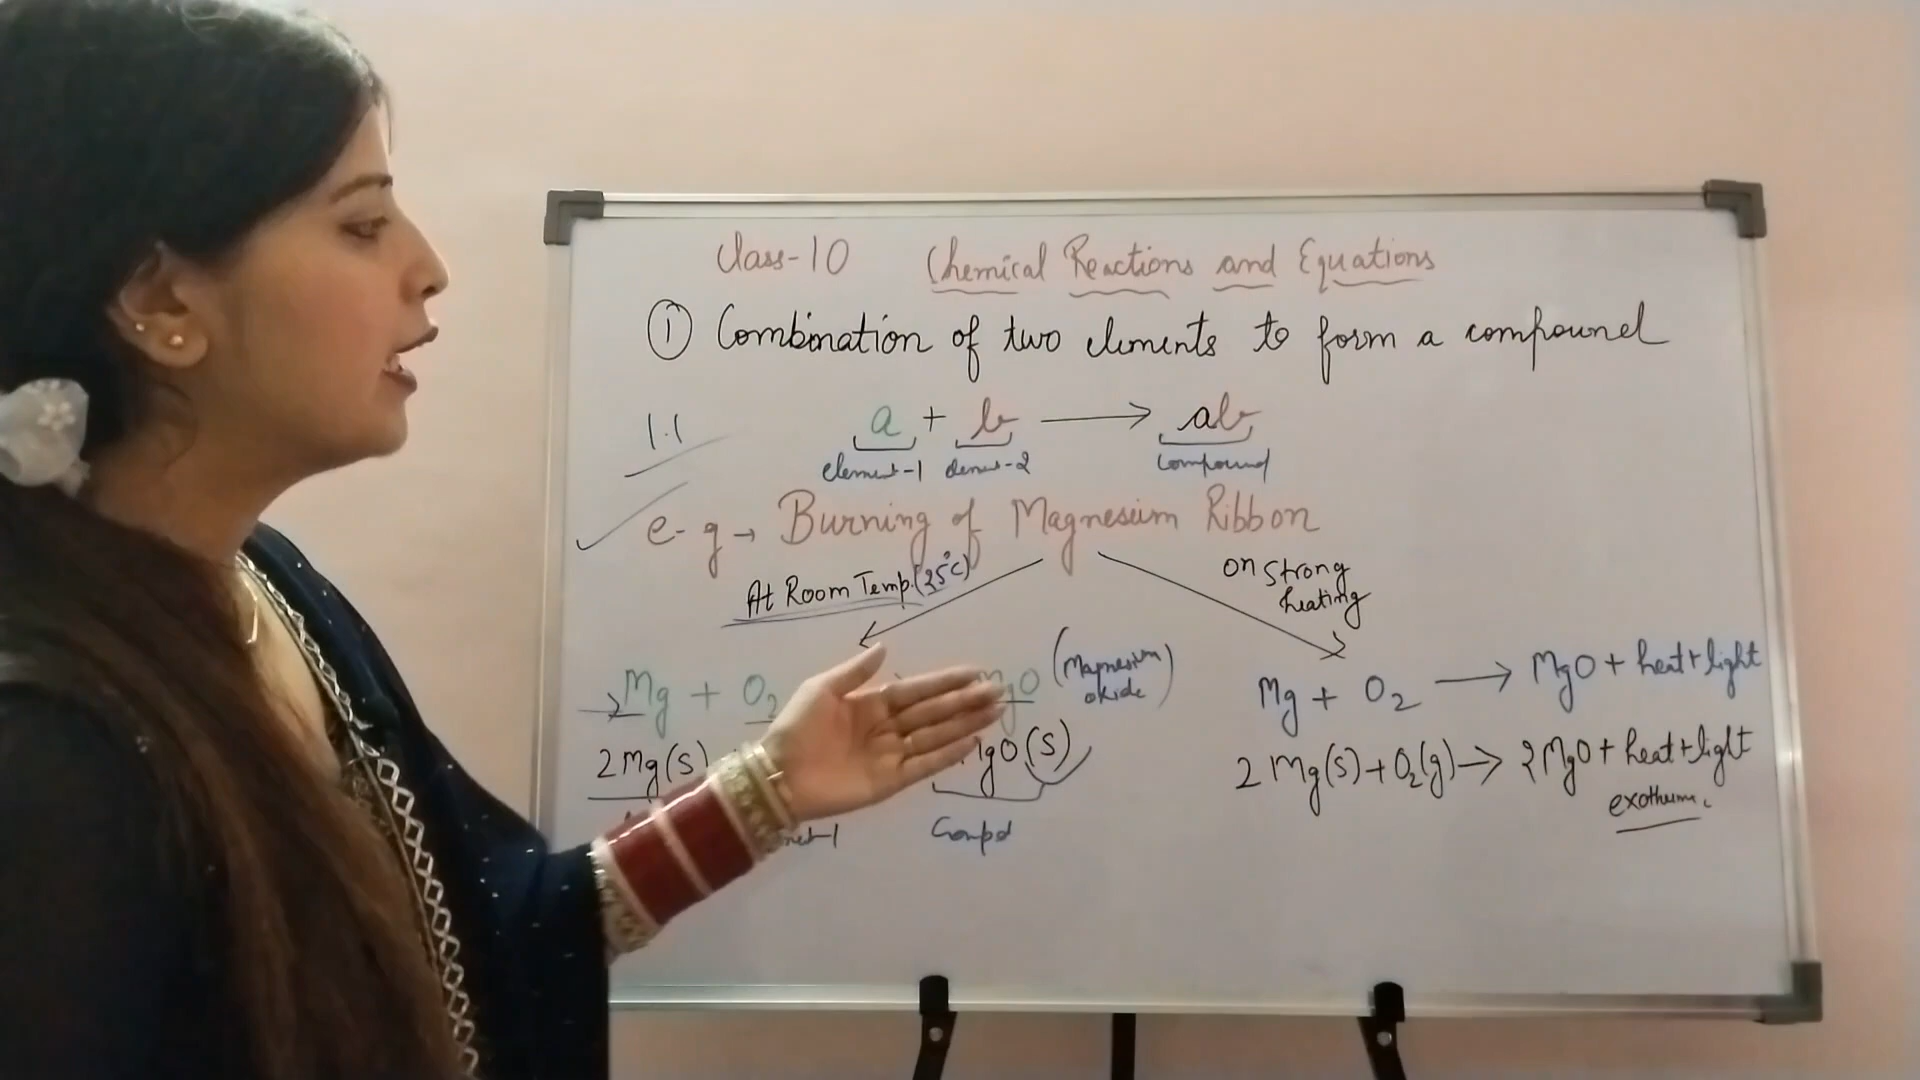 Class-10 Chemical Reactions and Equations
① Combination of two elements to form a compound
1.1 a + b → ab
element-1 element-2 compound
e-g → Burning of Magnesium Ribbon
At Room Temp. (25°C)
on strong heating
Mg + O₂ MgO (Magnesium oxide)
2Mg(s) MgO(s)
Compd
Mg + O₂ → MgO + heat + light
2 Mg(s) + O₂(g) → 2MgO + heat + light